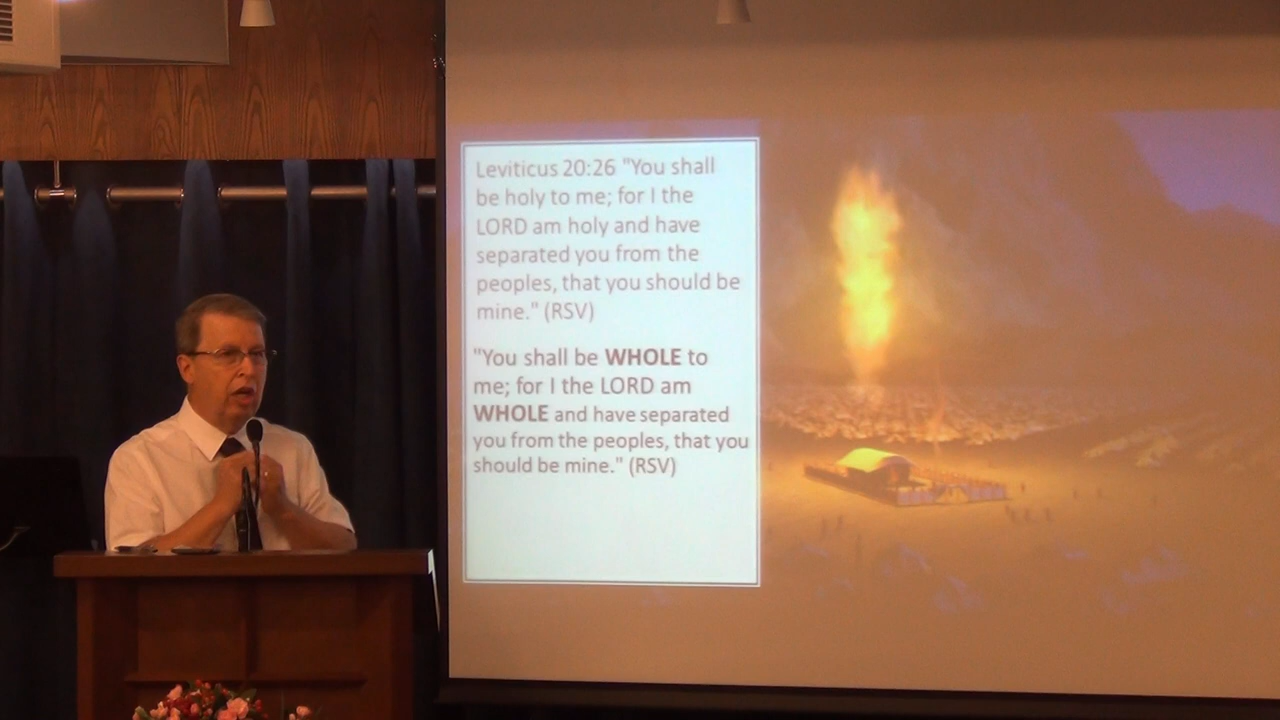 Leviticus 20:26 "You shall
be holy to me; for I the
LORD am holy and have
separated you from the
peoples, that you should be
mine." (RSV)
"You shall be WHOLE to
me; for I the LORD am
WHOLE and have separated
you from the peoples, that you
should be mine." (RSV)